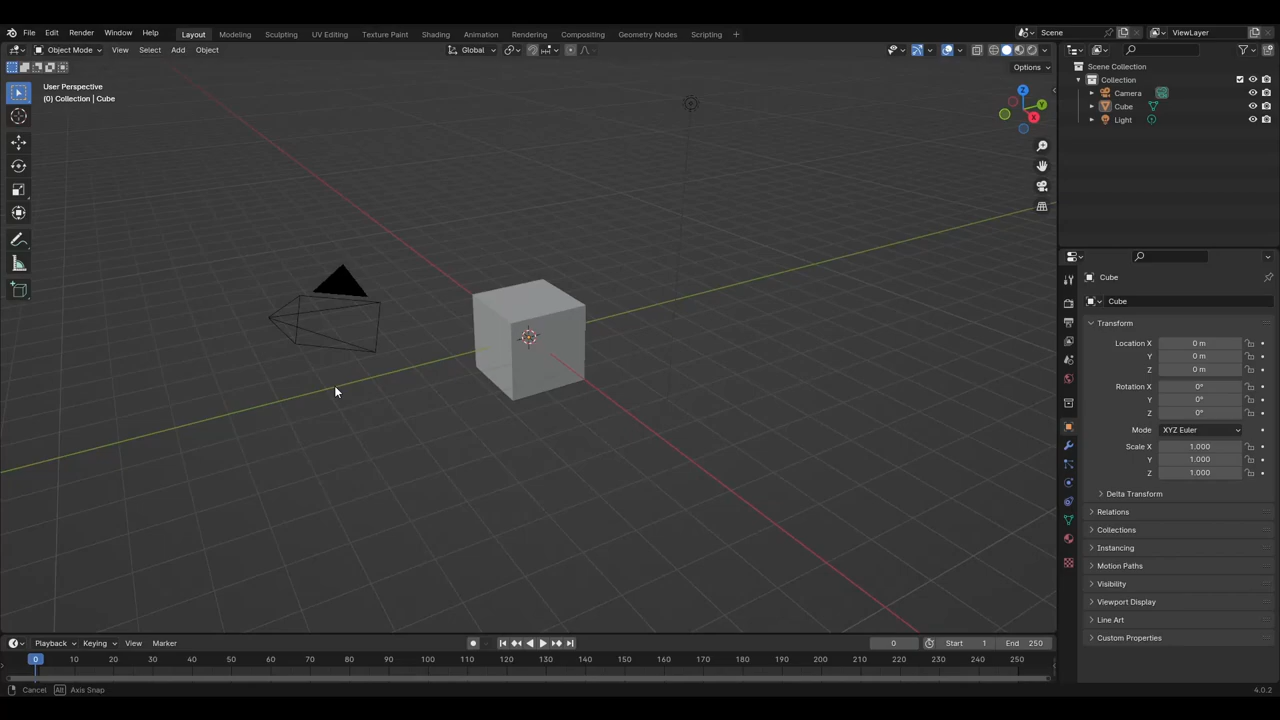 File Edit Render Window Help Layout Modeling Sculpting UV Editing Texture Paint Shading Animation Rendering Compositing Geometry Nodes Scripting + Scene ViewLayer
Object Mode View Select Add Object Global
Options
User Perspective
(0) Collection | Cube
Z
Y
X
Scene Collection
Collection
Camera
Cube
Light
Cube
Cube
Transform
Location X 0 m
Y 0 m
Z 0 m
Rotation X 0°
Y 0°
Z 0°
Mode XYZ Euler
Scale X 1.000
Y 1.000
Z 1.000
Delta Transform
Relations
Collections
Instancing
Motion Paths
Visibility
Viewport Display
Line Art
Custom Properties
Playback Keying View Marker 0 Start 1 End 250
0 10 20 30 40 50 60 70 80 90 100 110 120 130 140 150 160 170 180 190 200 210 220 230 240 250
Cancel Alt Axis Snap 4.0.2